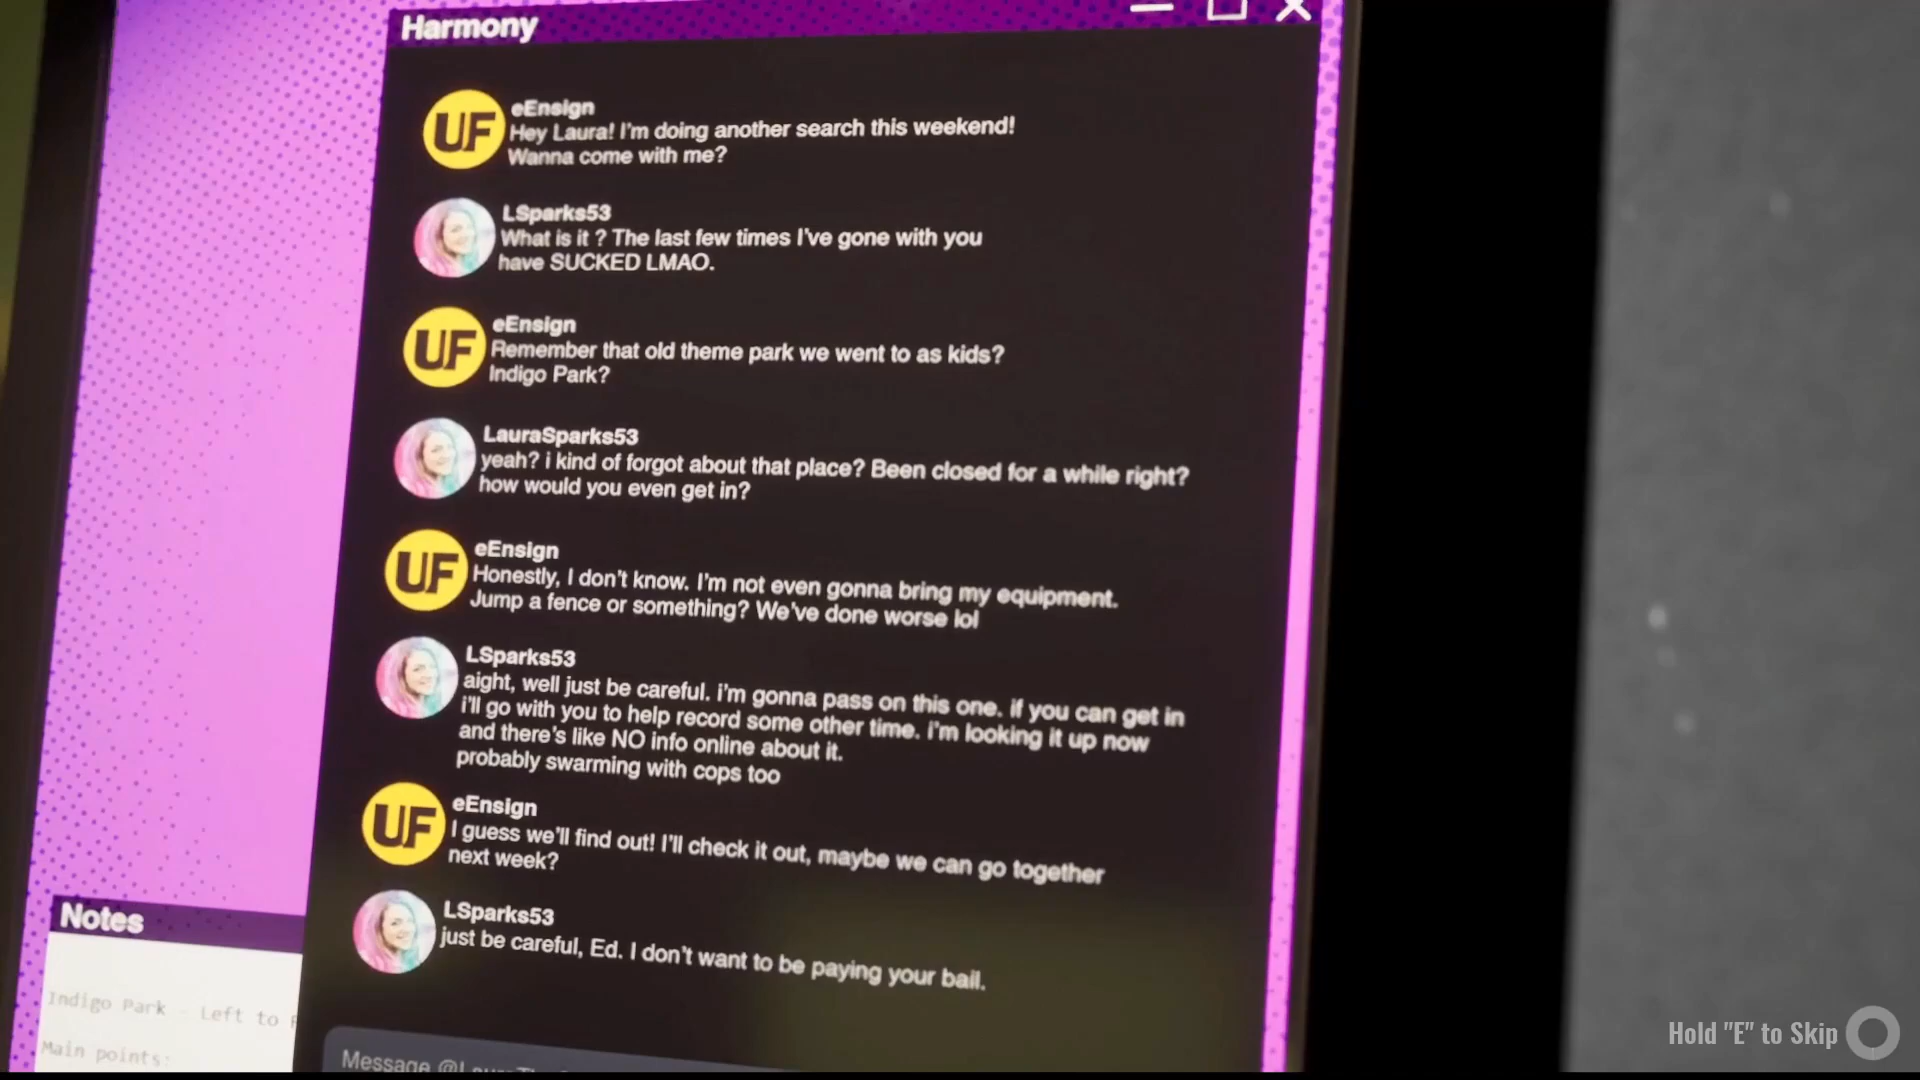 Harmony
UF
eEnsign
Hey Laura! I'm doing another search this weekend!
Wanna come with me?
LSparks53
What is it ? The last few times I've gone with you
have SUCKED LMAO.
UF
eEnsign
Remember that old theme park we went to as kids?
Indigo Park?
LauraSparks53
yeah? i kind of forgot about that place? Been closed for a while right?
how would you even get in?
UF
eEnsign
Honestly, I don't know. I'm not even gonna bring my equipment.
Jump a fence or something? We've done worse lol
LSparks53
aight, well just be careful. i'm gonna pass on this one. if you can get in
i'll go with you to help record some other time. i'm looking it up now
and there's like NO info online about it.
probably swarming with cops too
UF
eEnsign
I guess we'll find out! I'll check it out, maybe we can go together
next week?
LSparks53
just be careful, Ed. I don't want to be paying your bail.
Notes
Indigo Park - Left to
Main points:
Message
Hold "E" to Skip